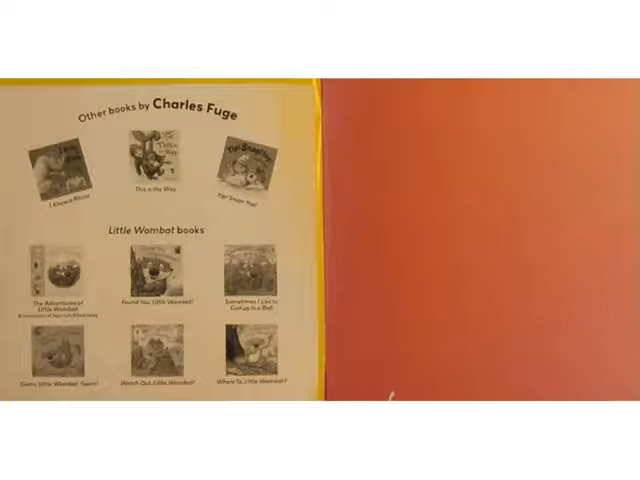 Other books by Charles Fuge
I Know a Rhino
This is the Way
Yip! Snap! Yap!
Little Wombat books
The Adventures of
Little Wombat
Found You, Little Wombat!
Sometimes I Like to
Curl up in a Ball
Swim, Little Wombat, Swim!
Watch Out, Little Wombat!
Where To, Little Wombat?